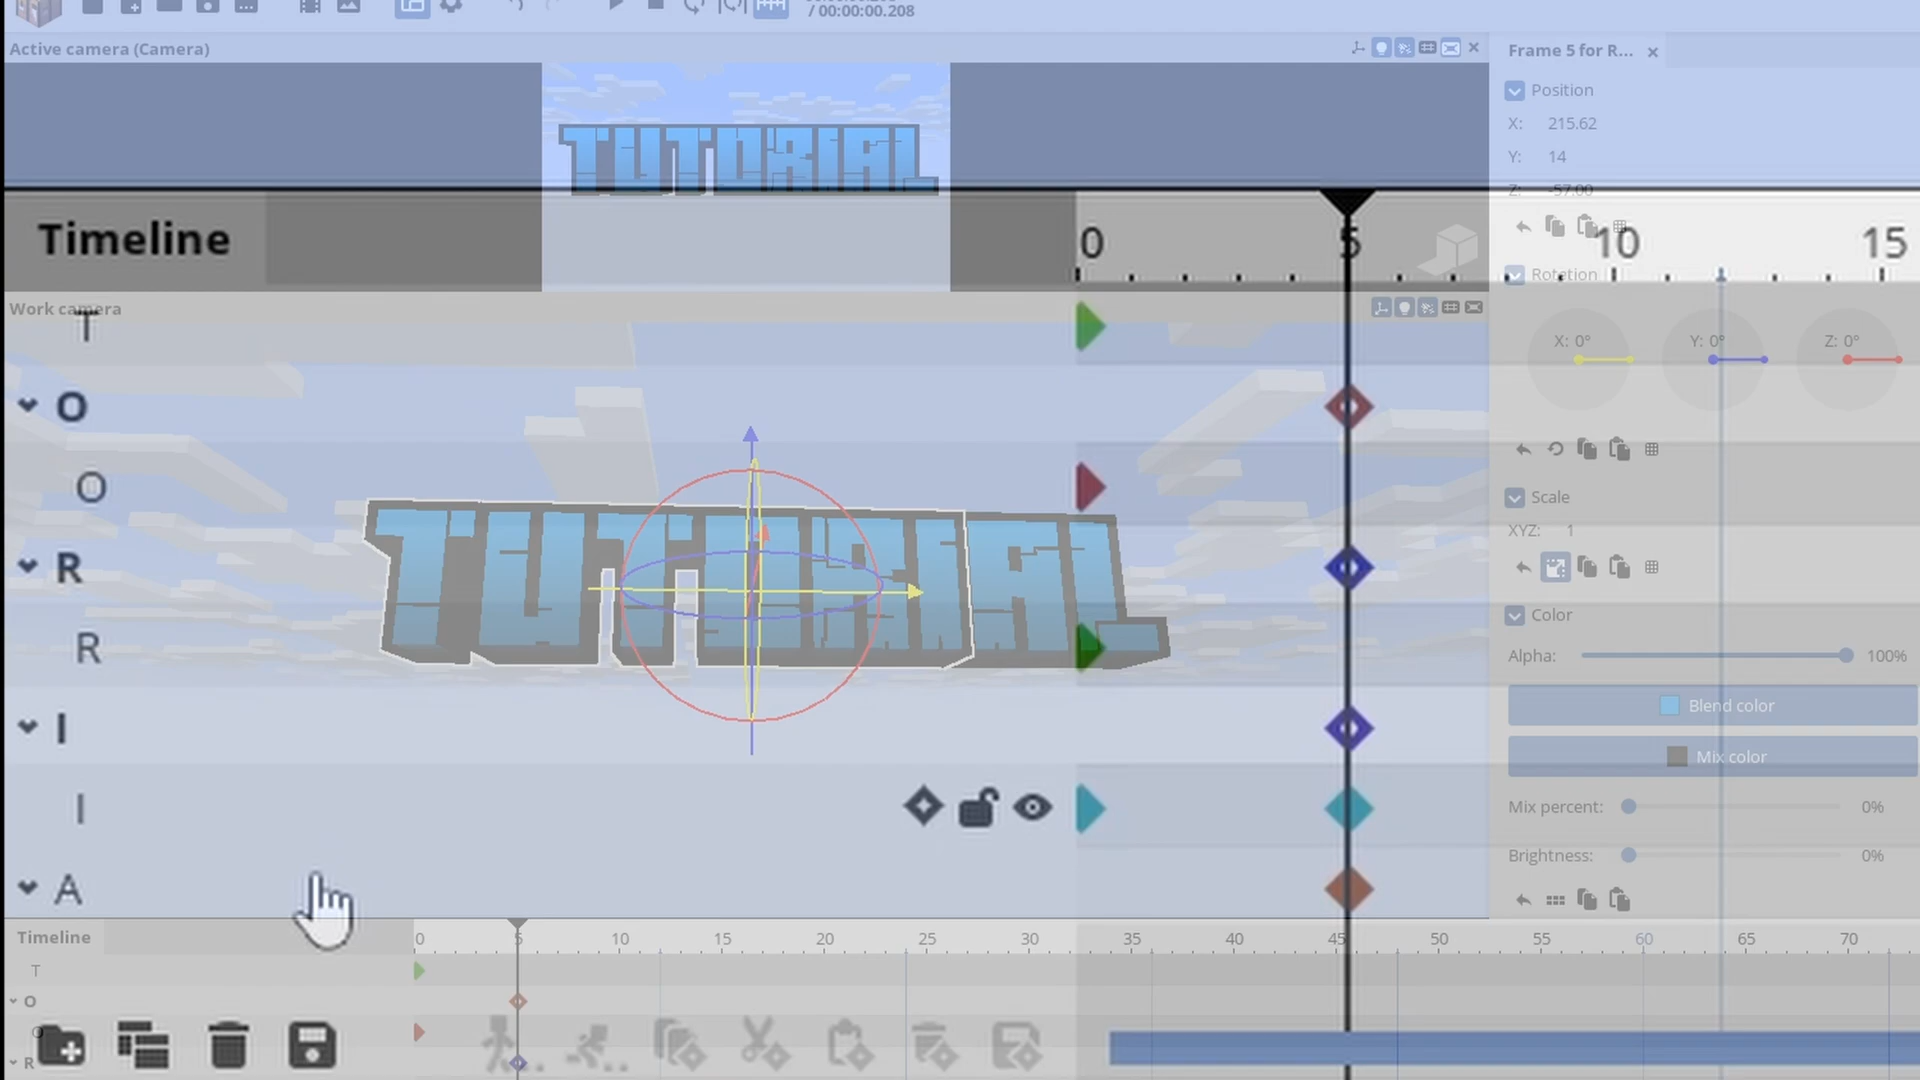 / 00:00:00.208
Active camera (Camera)
Frame 5 for R...
Position
X: 215.62
Y: 14
Z: -57.00
TUTORIAL
Timeline
0 5 10 15
Rotation
Work camera
T
X: 0° Y: 0° Z: 0°
O
O
Scale
XYZ: 1
R
TUTORIAL
Color
R
Alpha: 100%
Blend color
I
Mix color
I
Mix percent: 0%
Brightness: 0%
A
Timeline
0 5 10 15 20 25 30 35 40 45 50 55 60 65 70
T
O
O
R